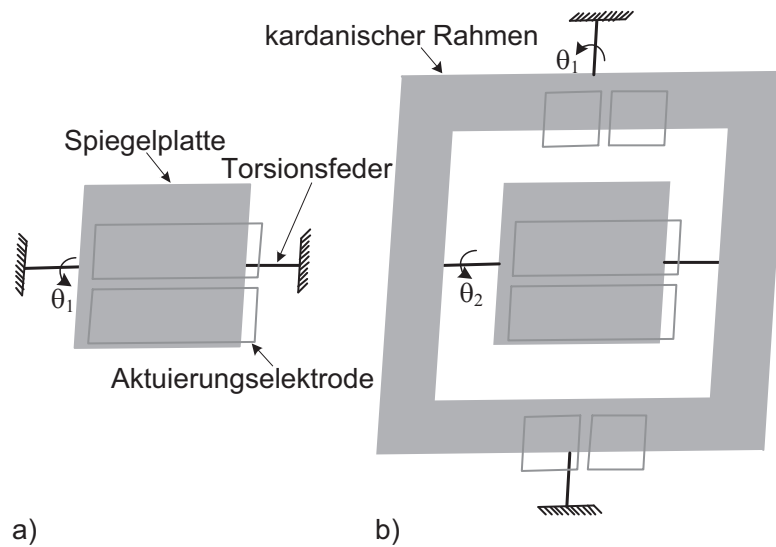 kardanischer Rahmen
θ1
Spiegelplatte
Torsionsfeder
θ1
θ2
Aktuierungselektrode
a)
b)